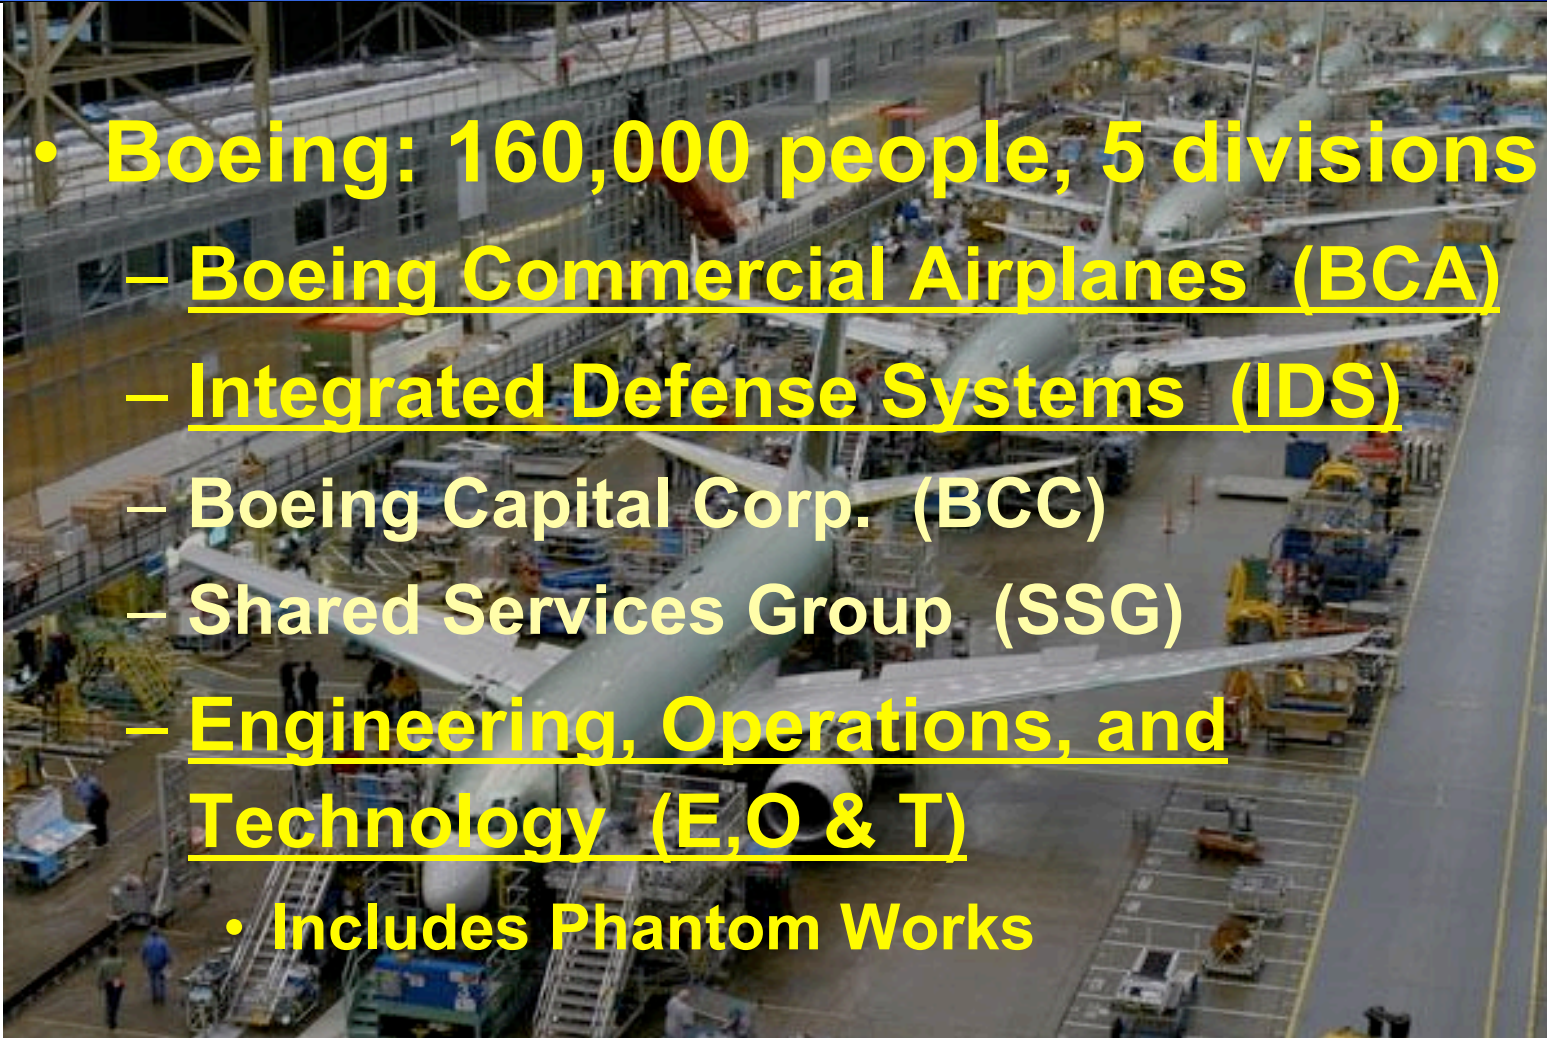 • Boeing: 160,000 people, 5 divisions
– Boeing Commercial Airplanes (BCA)
– Integrated Defense Systems (IDS)
– Boeing Capital Corp. (BCC)
– Shared Services Group (SSG)
– Engineering, Operations, and
Technology (E,O & T)
• Includes Phantom Works